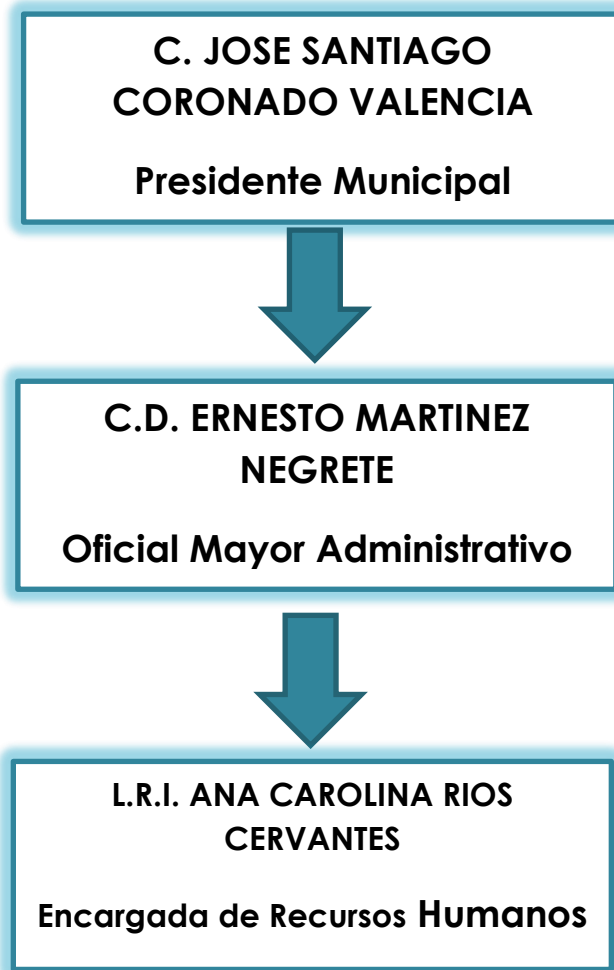 C. JOSE SANTIAGO
CORONADO VALENCIA
Presidente Municipal
C.D. ERNESTO MARTINEZ
NEGRETE
Oficial Mayor Administrativo
L.R.I. ANA CAROLINA RIOS
CERVANTES
Encargada de Recursos Humanos